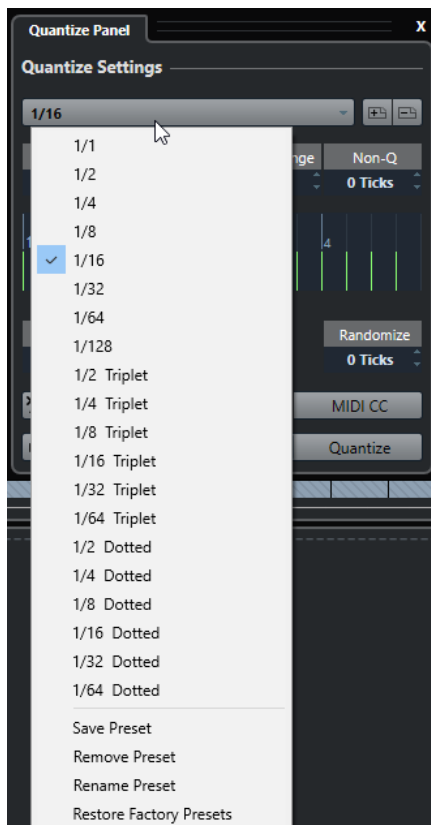 Quantize Panel X
Quantize Settings
1/16
1/1
1/2
1/4
1/8
1/16
1/32
1/64
1/128
1/2 Triplet
1/4 Triplet
1/8 Triplet
1/16 Triplet
1/32 Triplet
1/64 Triplet
1/2 Dotted
1/4 Dotted
1/8 Dotted
1/16 Dotted
1/32 Dotted
1/64 Dotted
Save Preset
Remove Preset
Rename Preset
Restore Factory Presets
Non-Q
0 Ticks
4
Randomize
0 Ticks
MIDI CC
Quantize